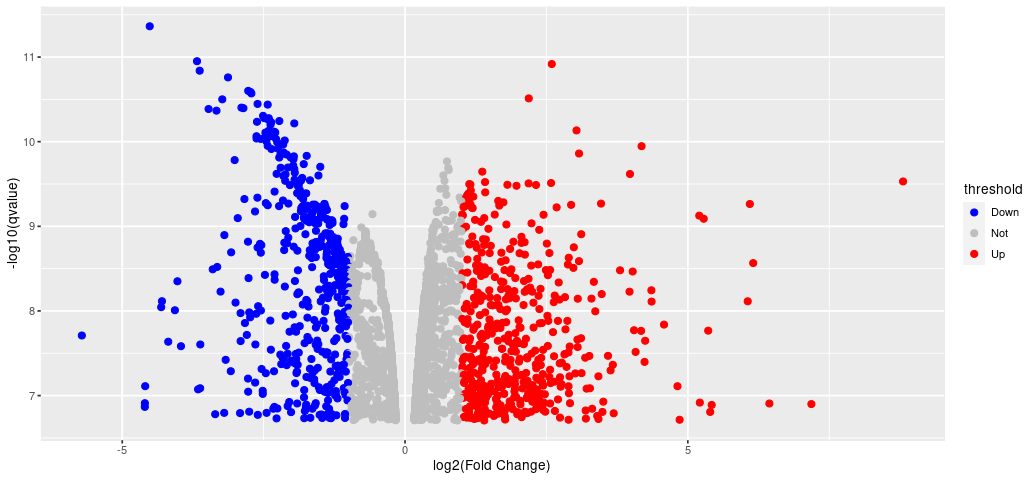 11
10
9
8
7
-log10(qvalue)
-5
0
5
log2(Fold Change)
threshold
Down
Not
Up